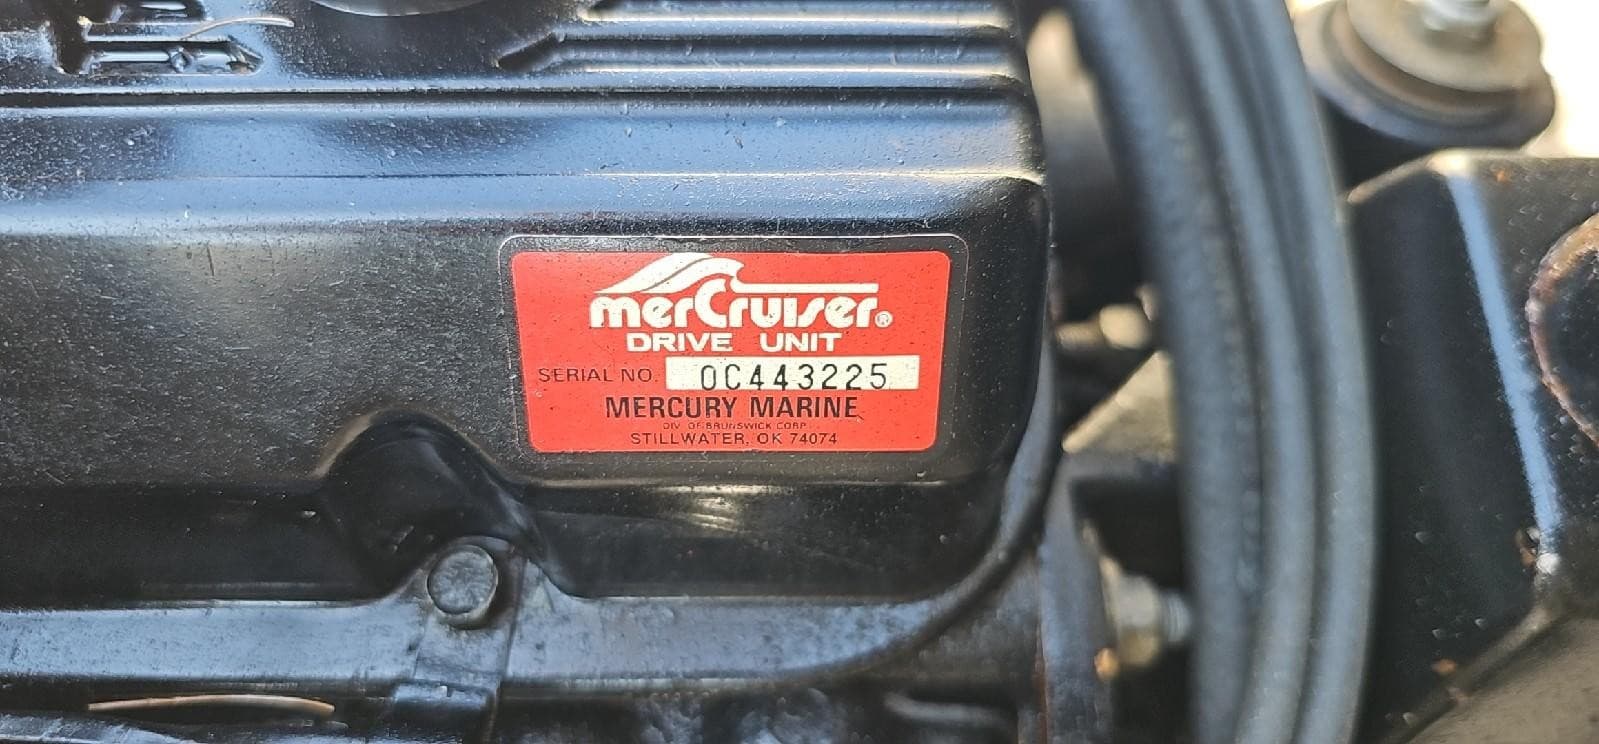 merCruiser®
DRIVE UNIT
SERIAL NO. 0C443225
MERCURY MARINE
DIV. OF BRUNSWICK CORP.
STILLWATER, OK 74074